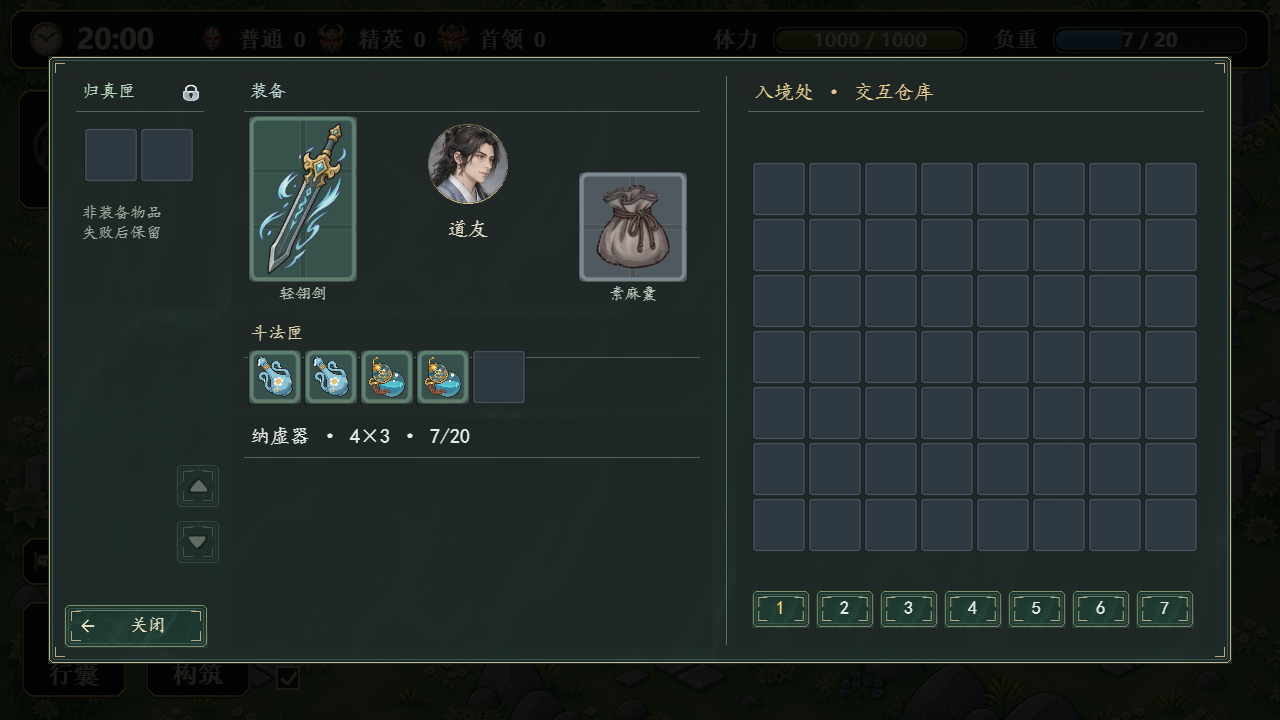 20:00 普通 0 精英 0 首领 0 体力 1000 / 1000 负重 7 / 20
归真匣
装备
入境处 • 交互仓库
非装备物品
失败后保留
道友
轻翎剑
素麻囊
斗法匣
纳虚器 • 4×3 • 7/20
1 2 3 4 5 6 7
← 关闭
行囊 构筑